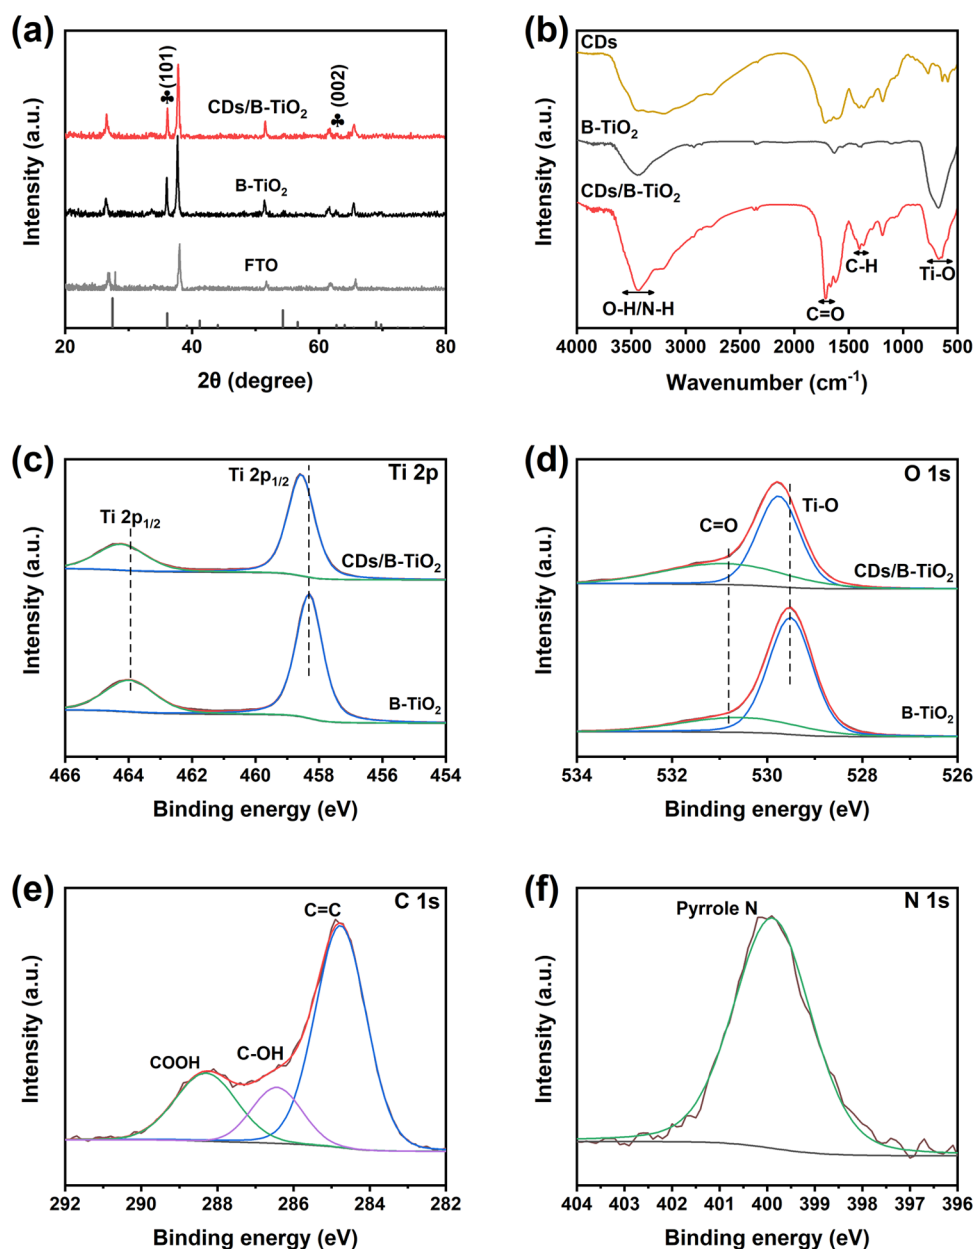 (a)
Intensity (a.u.)
♣(101)
♣(002)
CDs/B-TiO₂
B-TiO₂
FTO
20 30 40 50 60 70 80
2θ (degree)
(b)
Intensity (a.u.)
CDs
B-TiO₂
CDs/B-TiO₂
C-H
Ti-O
O-H/N-H
C=O
4000 3500 3000 2500 2000 1500 1000 500
Wavenumber (cm⁻¹)
(c)
Intensity (a.u.)
Ti 2p
Ti 2p₁/₂
Ti 2p₁/₂
CDs/B-TiO₂
B-TiO₂
466 464 462 460 458 456 454
Binding energy (eV)
(d)
Intensity (a.u.)
O 1s
Ti-O
C=O
CDs/B-TiO₂
B-TiO₂
534 532 530 528 526
Binding energy (eV)
(e)
Intensity (a.u.)
C 1s
C=C
C-OH
COOH
292 290 288 286 284 282
Binding energy (eV)
(f)
Intensity (a.u.)
N 1s
Pyrrole N
404 403 402 401 400 399 398 397 396
Binding energy (eV)